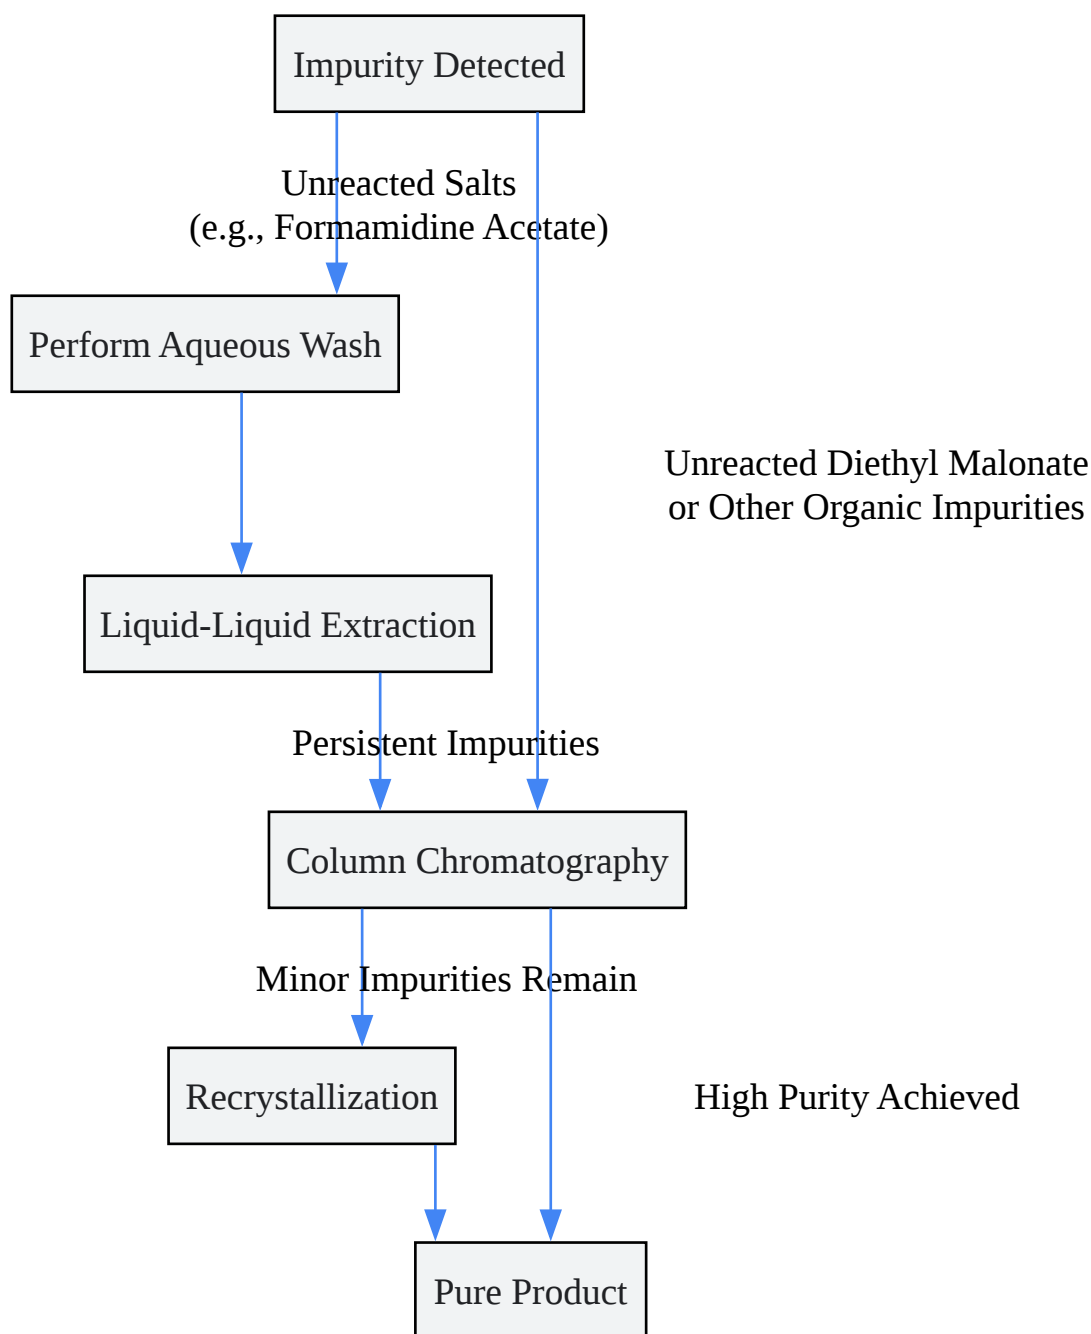 Impurity Detected
Unreacted Salts
(e.g., Formamidine Acetate)
Perform Aqueous Wash
Unreacted Diethyl Malonate
or Other Organic Impurities
Liquid-Liquid Extraction
Persistent Impurities
Column Chromatography
Minor Impurities Remain
Recrystallization
High Purity Achieved
Pure Product